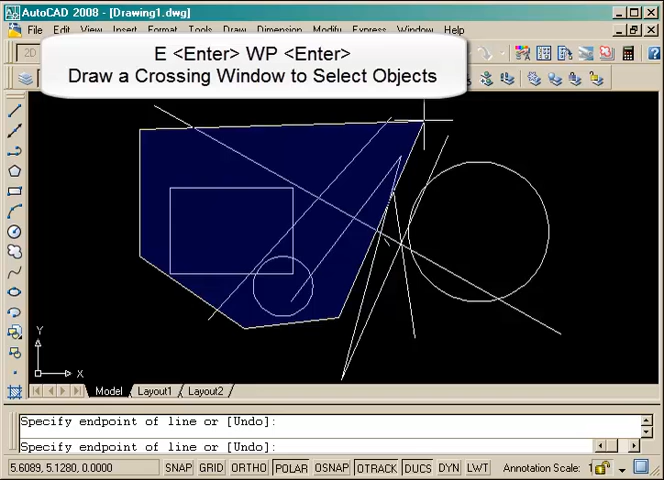 AutoCAD 2008 - [Drawing1.dwg]
File Edit View Insert Format Tools Draw Dimension Modify Express Window Help
E <Enter> WP <Enter>
Draw a Crossing Window to Select Objects
2D
Y
X
Model Layout1 Layout2
Specify endpoint of line or [Undo]:
Specify endpoint of line or [Undo]:
5.6089, 5.1280, 0.0000 SNAP GRID ORTHO POLAR OSNAP OTRACK DUCS DYN LWT Annotation Scale: